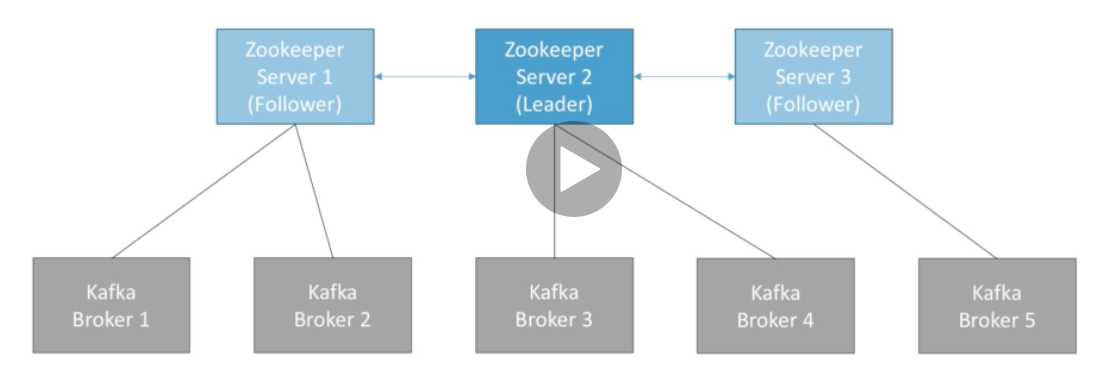 Zookeeper
Server 1
(Follower)
Zookeeper
Server 2
(Leader)
Zookeeper
Server 3
(Follower)
Kafka
Broker 1
Kafka
Broker 2
Kafka
Broker 3
Kafka
Broker 4
Kafka
Broker 5